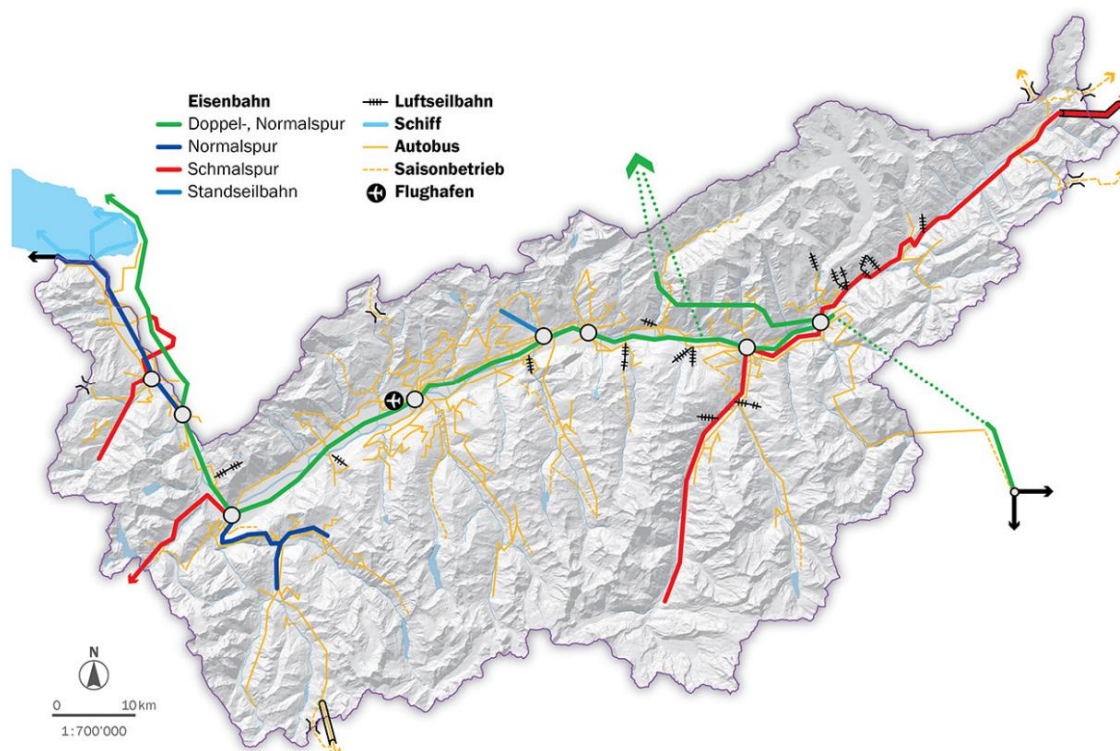 Eisenbahn
Doppel-, Normalspur
Normalspur
Schmalspur
Standseilbahn
Luftseilbahn
Schiff
Autobus
Saisonbetrieb
Flughafen
N
0 10 km
1:700'000